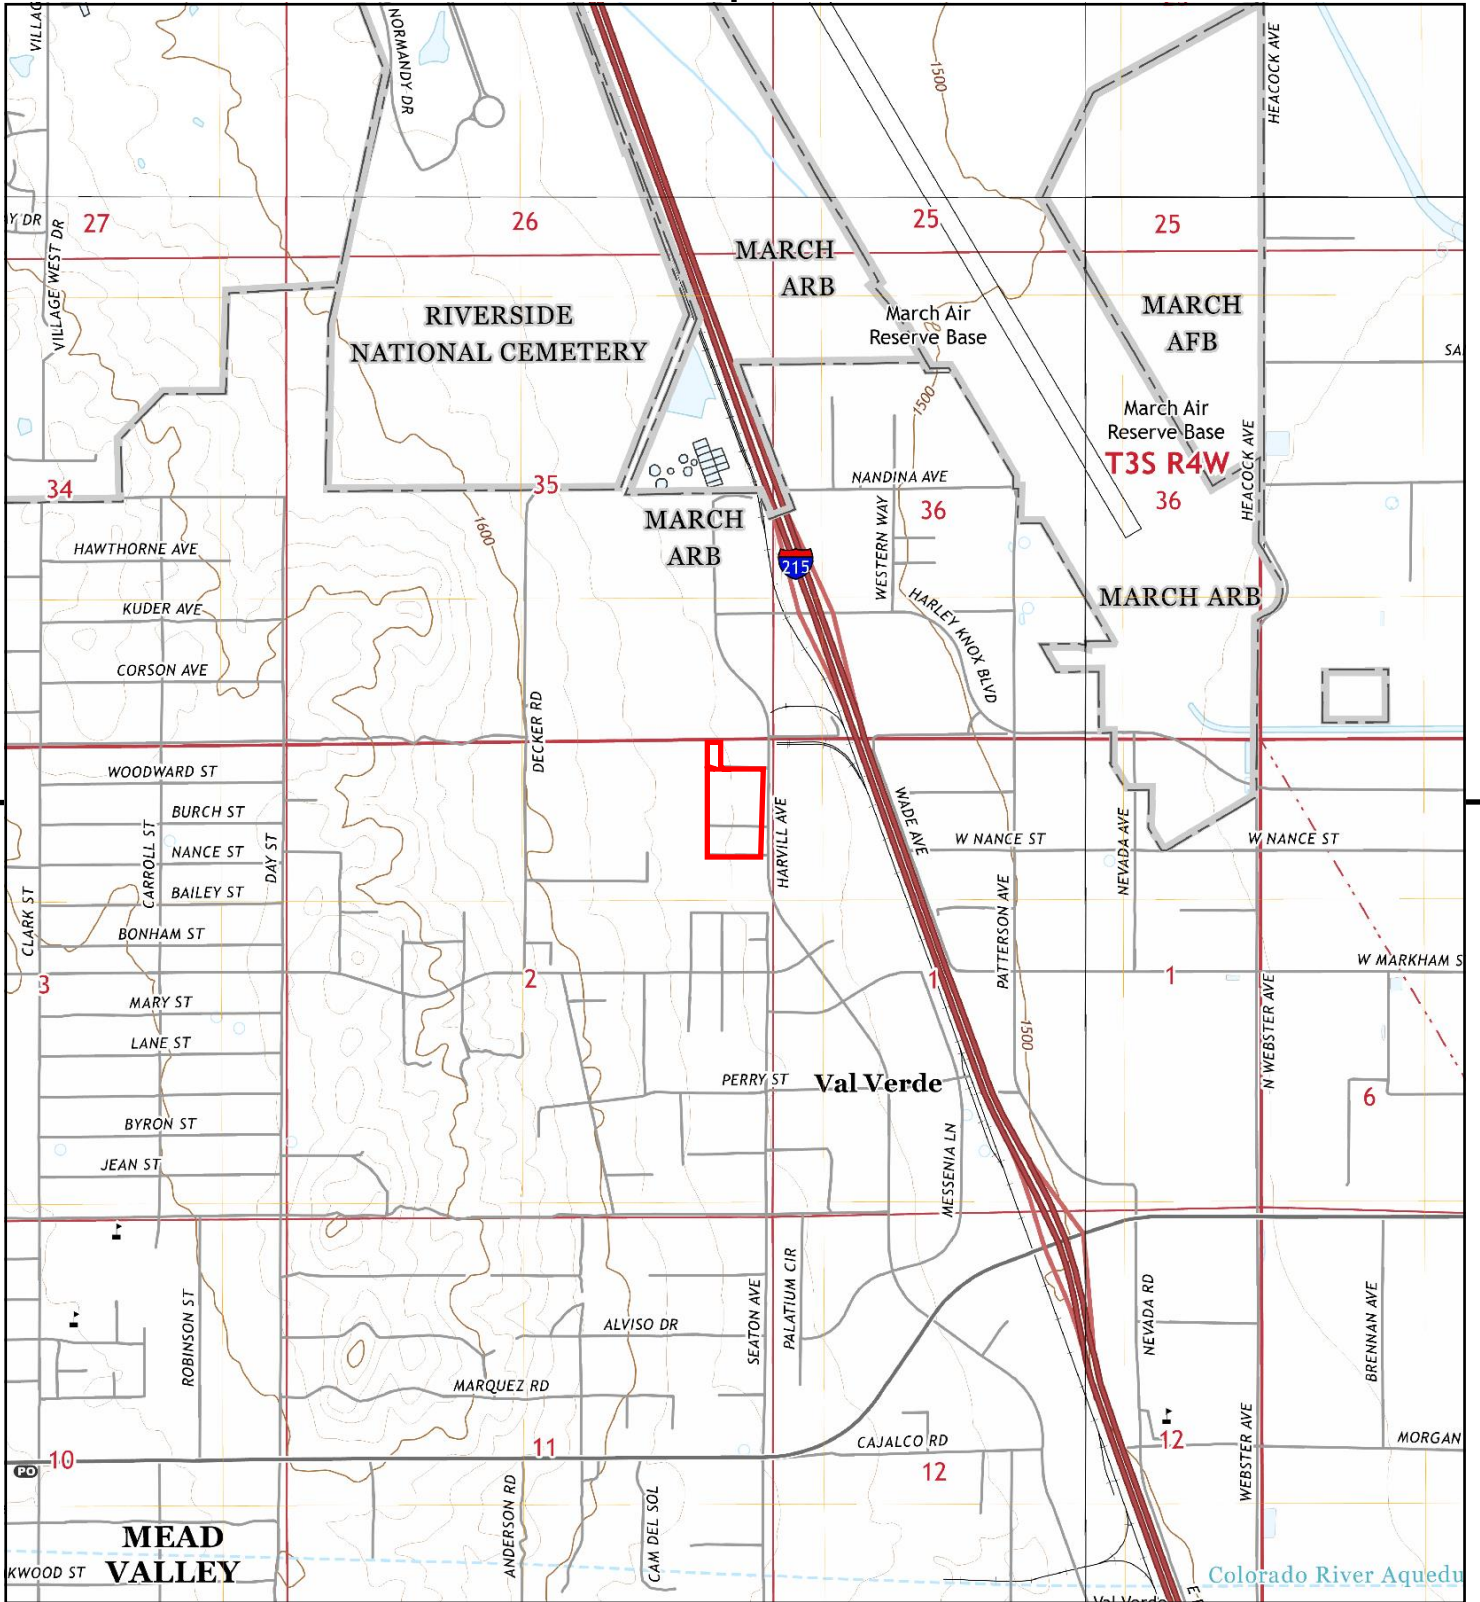 VILLAG
NORMANDY DR
1500
HEACOCK AVE
Y DR
27
VILLAGE WEST DR
26
25
25
MARCH
ARB
RIVERSIDE
NATIONAL CEMETERY
March Air
Reserve Base
MARCH
AFB
SA
1500
March Air
Reserve Base
T3S R4W
HEACOCK AVE
34
35
NANDINA AVE
36
36
1600
MARCH
ARB
WESTERN WAY
HAWTHORNE AVE
215
KUDER AVE
HARLEY KNOX BLVD
MARCH ARB
CORSON AVE
DECKER RD
WOODWARD ST
BURCH ST
HARVILL AVE
WADE AVE
NANCE ST
CARROLL ST
DAY ST
W NANCE ST
NEVADA AVE
W NANCE ST
BAILEY ST
CLARK ST
BONHAM ST
PATTERSON AVE
W MARKHAM S
3
2
1
1
MARY ST
N WEBSTER AVE
LANE ST
1500
PERRY ST
Val Verde
6
BYRON ST
JEAN ST
MESSENIA LN
ROBINSON ST
SEATON AVE
PALATIUM CIR
ALVISO DR
NEVADA RD
BRENNAN AVE
MARQUEZ RD
WEBSTER AVE
CAJALCO RD
12
MORGAN
10
11
12
PO
ANDERSON RD
CAM DEL SOL
MEAD
VALLEY
KWOOD ST
Colorado River Aquedu
Val Verde